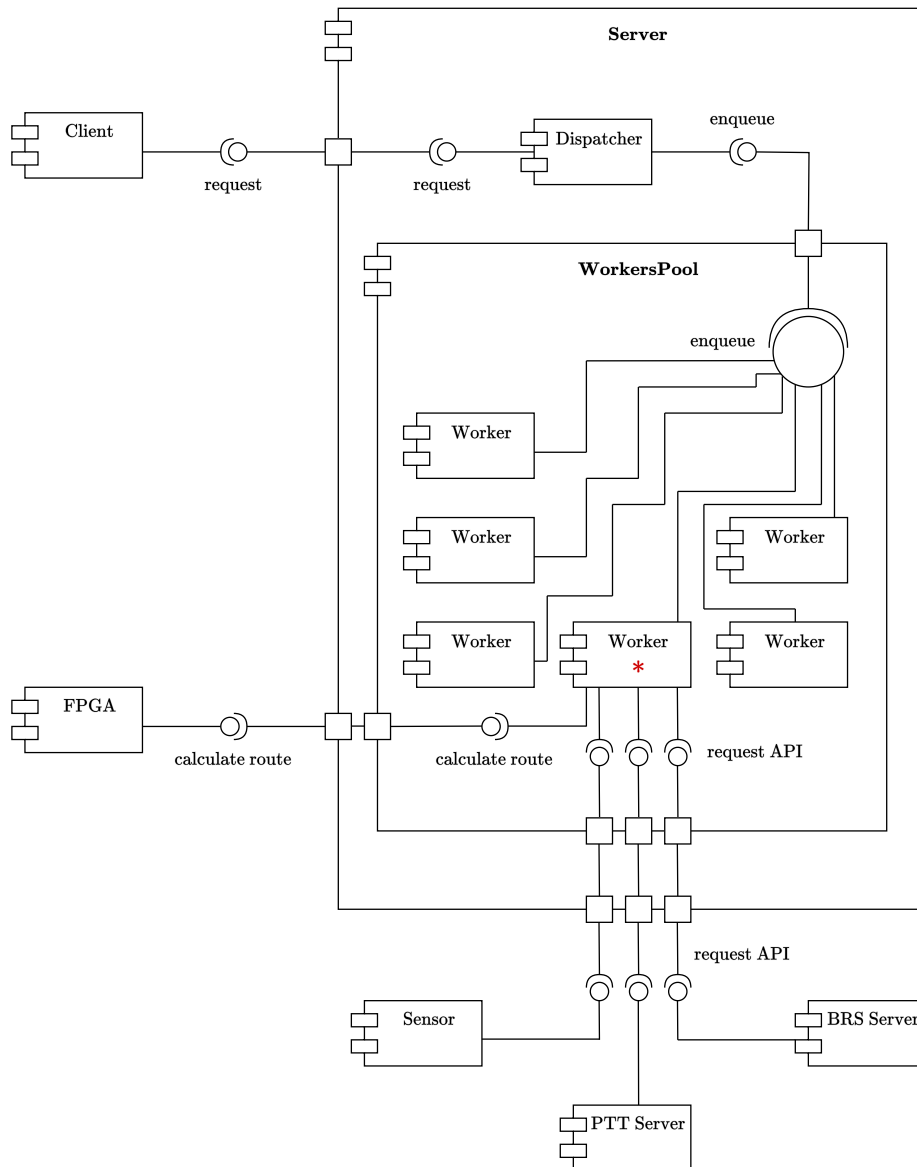 Server
Client
Dispatcher
enqueue
request
request
WorkersPool
enqueue
Worker
Worker
Worker
Worker
Worker
Worker
*
FPGA
calculate route
calculate route
request API
request API
Sensor
BRS Server
PTT Server